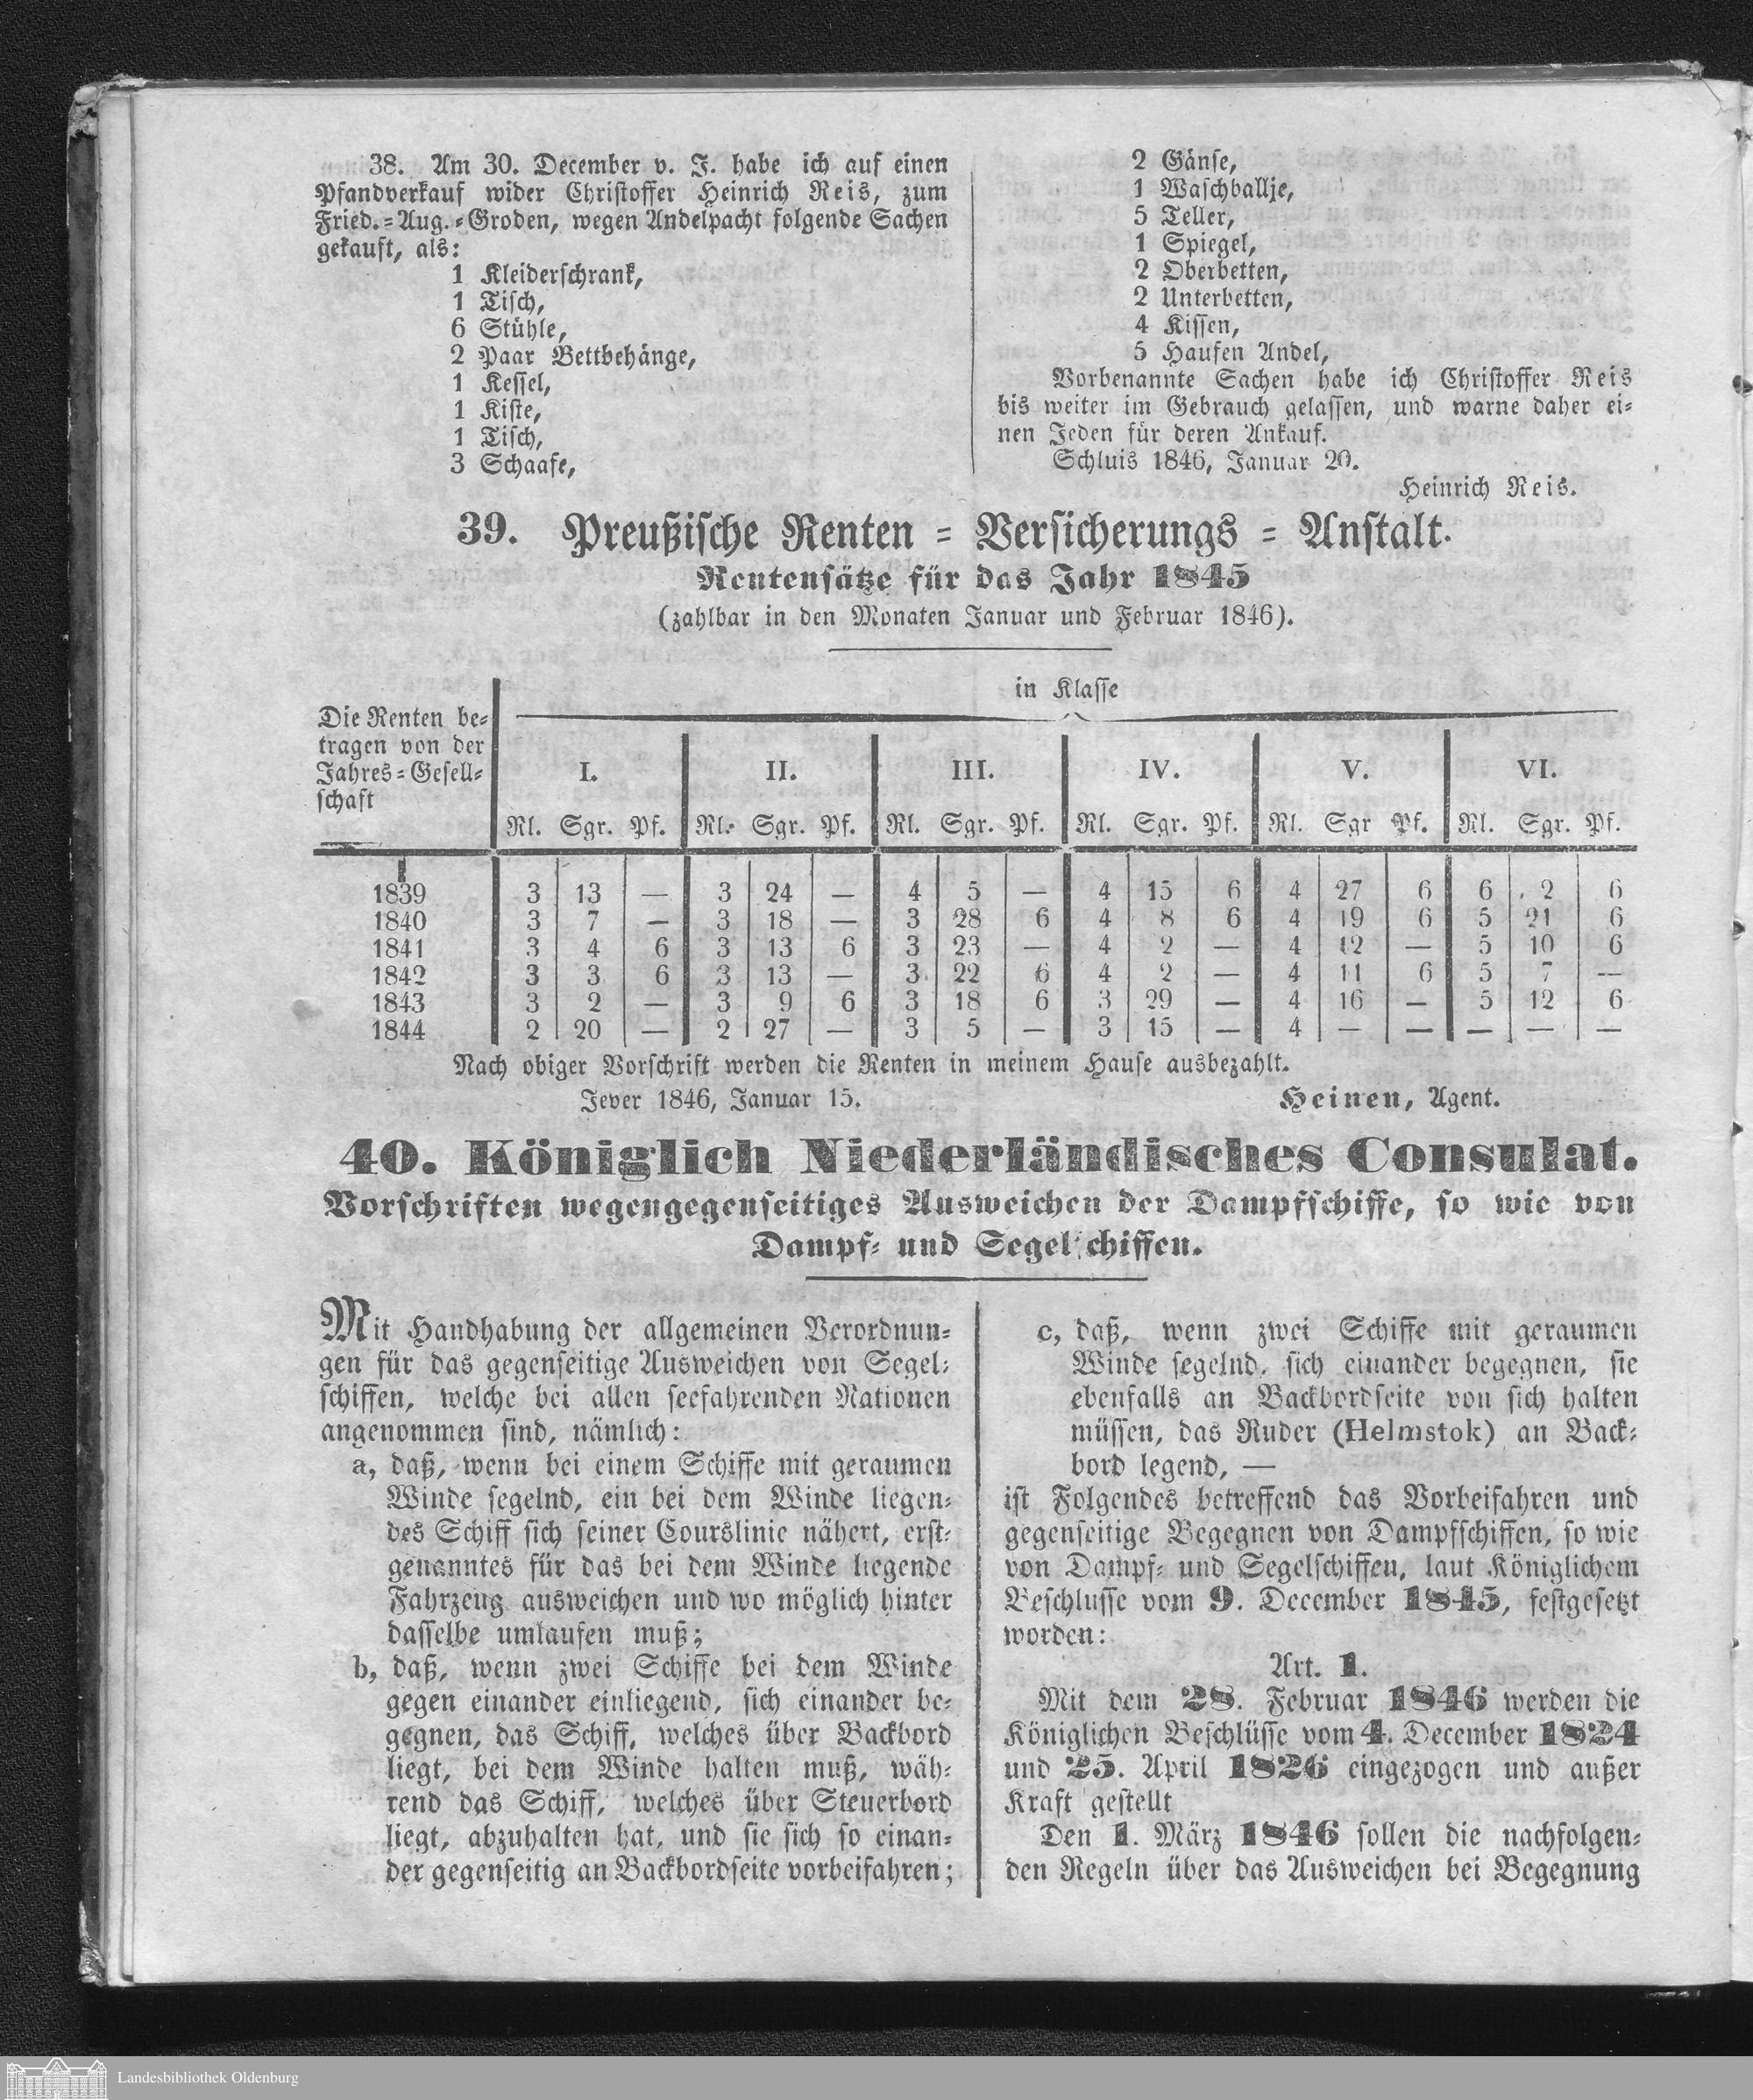 38. Am 30. December v. J. habe ich auf einen
Pfandverkauf wider Christoffer Heinrich Reis, zum
Fried.=Aug.=Groden, wegen Andelpacht folgende Sachen
gekauft, als:
1 Kleiderschrank,
1 Tisch,
6 Stühle,
2 Paar Bettbehänge,
1 Kessel,
1 Kiste,
1 Tisch,
3 Schaafe,
2 Gänse,
1 Waschballje,
5 Teller,
1 Spiegel,
2 Oberbetten,
2 Unterbetten,
4 Kissen,
5 Haufen Andel,
Vorbenannte Sachen habe ich Christoffer Reis
bis weiter im Gebrauch gelassen, und warne daher ei=
nen Jeden für deren Ankauf.
Schluis 1846, Januar 20.
Heinrich Reis.
39. Preußische Renten = Versicherungs = Anstalt.
Rentensätze für das Jahr 1845
(zahlbar in den Monaten Januar und Februar 1846).
in Klasse
Die Renten be=
tragen von der
Jahres=Gesell=
schaft
I. II. III. IV. V. VI.
Rl. Sgr. Pf. Rl. Sgr. Pf. Rl. Sgr. Pf. Rl. Sgr. Pf. Rl. Sgr Pf. Rl. Sgr. Pf.
1839 3 13 — 3 24 — 4 5 — 4 15 6 4 27 6 6 2 6
1840 3 7 — 3 18 — 3 28 6 4 8 6 4 19 6 5 21 6
1841 3 4 6 3 13 6 3 23 — 4 2 — 4 12 — 5 10 6
1842 3 3 6 3 13 — 3 22 6 4 2 — 4 11 6 5 7 —
1843 3 2 — 3 9 6 3 18 6 3 29 — 4 16 — 5 12 6
1844 2 20 — 2 27 — 3 5 — 3 15 — 4 — — — — —
Nach obiger Vorschrift werden die Renten in meinem Hause ausbezahlt.
Jever 1846, Januar 15.
Heinen, Agent.
40. Königlich Niederländisches Consulat.
Vorschriften wegengegenseitiges Ausweichen der Dampfschiffe, so wie von
Dampf= und Segelschiffen.
Mit Handhabung der allgemeinen Verordnun=
gen für das gegenseitige Ausweichen von Segel=
schiffen, welche bei allen seefahrenden Nationen
angenommen sind, nämlich:
a, daß, wenn bei einem Schiffe mit geraumen
Winde segelnd, ein bei dem Winde liegen=
des Schiff sich seiner Courslinie nähert, erst=
genanntes für das bei dem Winde liegende
Fahrzeug ausweichen und wo möglich hinter
dasselbe umlaufen muß;
b, daß, wenn zwei Schiffe bei dem Winde
gegen einander einliegend, sich einander be=
gegnen, das Schiff, welches über Backbord
liegt, bei dem Winde halten muß, wäh=
rend das Schiff, welches über Steuerbord
liegt, abzuhalten hat, und sie sich so einan=
der gegenseitig an Backbordseite vorbeifahren;
c, daß, wenn zwei Schiffe mit geraumen
Winde segelnd, sich einander begegnen, sie
ebenfalls an Backbordseite von sich halten
müssen, das Ruder (Helmstok) an Back=
bord legend, —
ist Folgendes betreffend das Vorbeifahren und
gegenseitige Begegnen von Dampfschiffen, so wie
von Dampf= und Segelschiffen, laut Königlichem
Beschlusse vom 9. December 1845, festgesetzt
worden:
Art. 1.
Mit dem 28. Februar 1846 werden die
Königlichen Beschlüsse vom 4. December 1824
und 25. April 1826 eingezogen und außer
Kraft gestellt
Den 1. März 1846 sollen die nachfolgen=
den Regeln über das Ausweichen bei Begegnung
Landesbibliothek Oldenburg